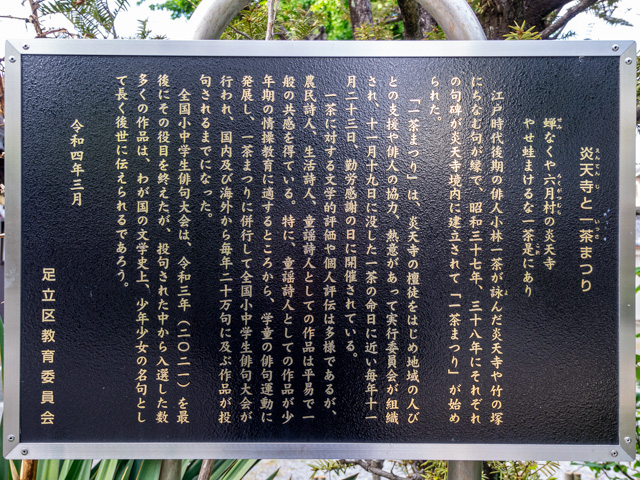 炎天寺と一茶まつり
えんてんじ
いっさ
蝉なくや六月村の炎天寺
せみ
ろくがつむら
やせ蛙まけるな一茶是にあり
これ
江戸時代後期の俳人小林一茶が詠んだ炎天寺や竹の塚
よ
にちなむ句が縁で、昭和三十七年、三十八年にそれぞれ
の句碑が炎天寺境内に建立されて「一茶まつり」が始め
られた。
「一茶まつり」は、炎天寺の檀徒をはじめ地域の人び
との支援や俳人の協力、熱意があって実行委員会が組織
され、十一月十九日に没した一茶の命日に近い毎年十一
月二十三日、勤労感謝の日に開催されている。
一茶に対する文学的評価や個人評伝は多様であるが、
農民詩人、生活詩人、童謡詩人としての作品は平易で一
般の共感を得ている。特に、童謡詩人としての作品が少
年期の情操教育に適するところから、学童の俳句運動に
発展し、一茶まつりに併行して全国小中学生俳句大会が
行われ、国内及び海外から毎年二十万句に及ぶ作品が投
句されるまでになった。
全国小中学生俳句大会は、令和三年（二〇二一）を最
後にその役目を終えたが、投句された中から入選した数
多くの作品は、わが国の文学史上、少年少女の名句とし
て長く後世に伝えられるであろう。
令和四年三月
足立区教育委員会